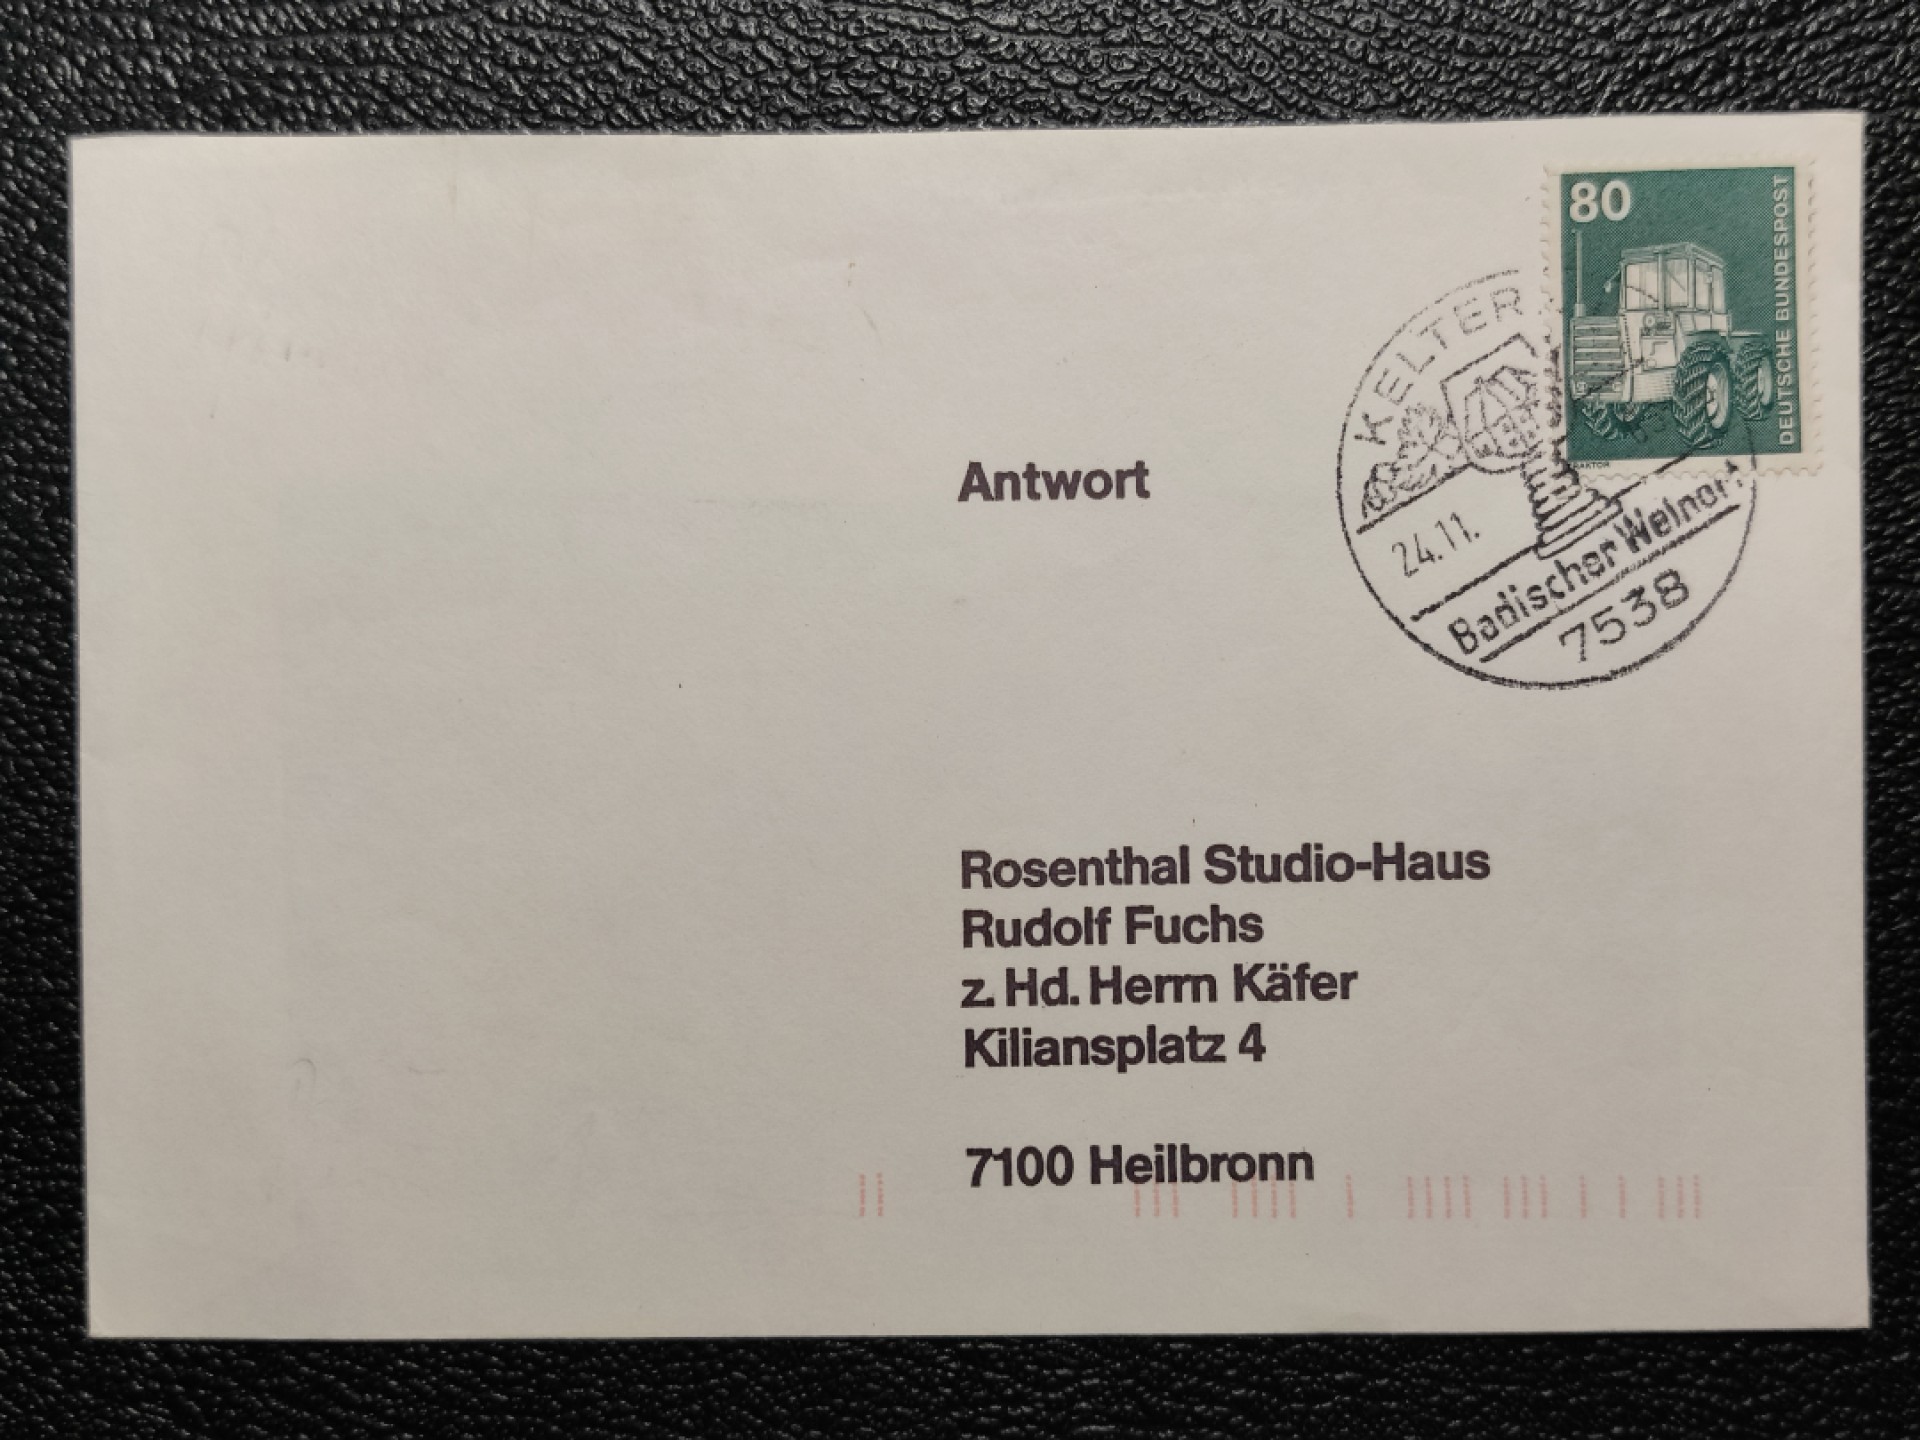 80
DEUTSCHE BUNDESPOST
TRAKTOR
KELTER
24.11.
Badischer Weinort
7538
Antwort
Rosenthal Studio-Haus
Rudolf Fuchs
z. Hd. Herrn Käfer
Kiliansplatz 4
7100 Heilbronn